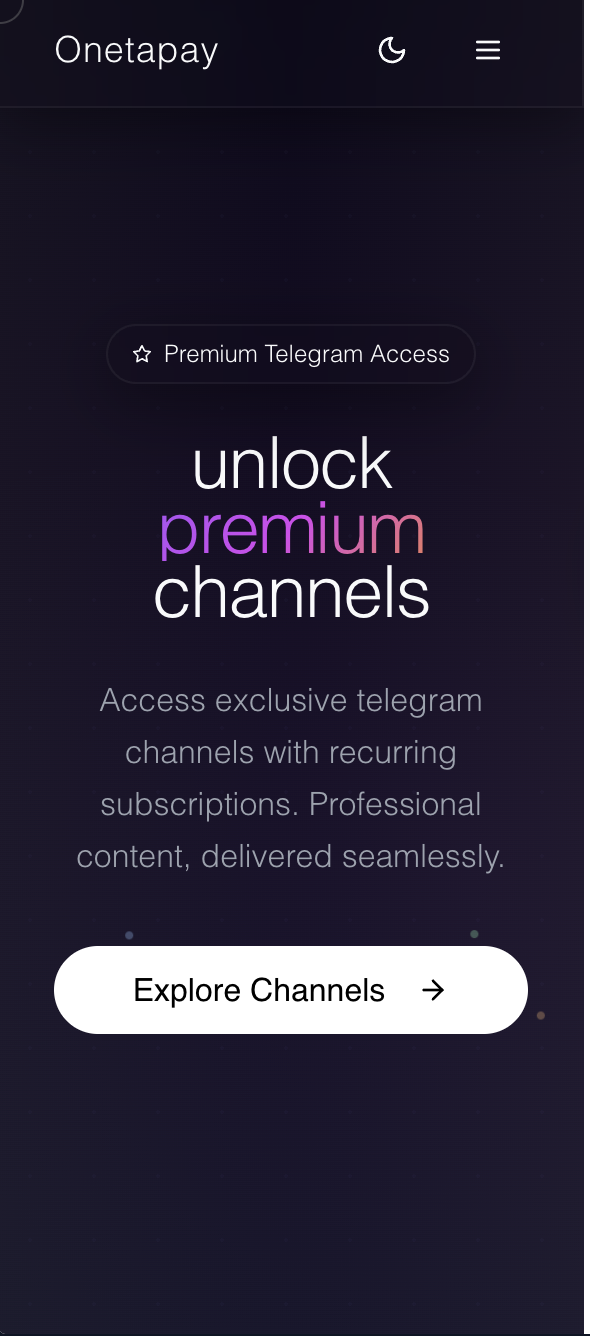 Onetapay
Premium Telegram Access
unlock
premium
channels
Access exclusive telegram
channels with recurring
subscriptions. Professional
content, delivered seamlessly.
Explore Channels